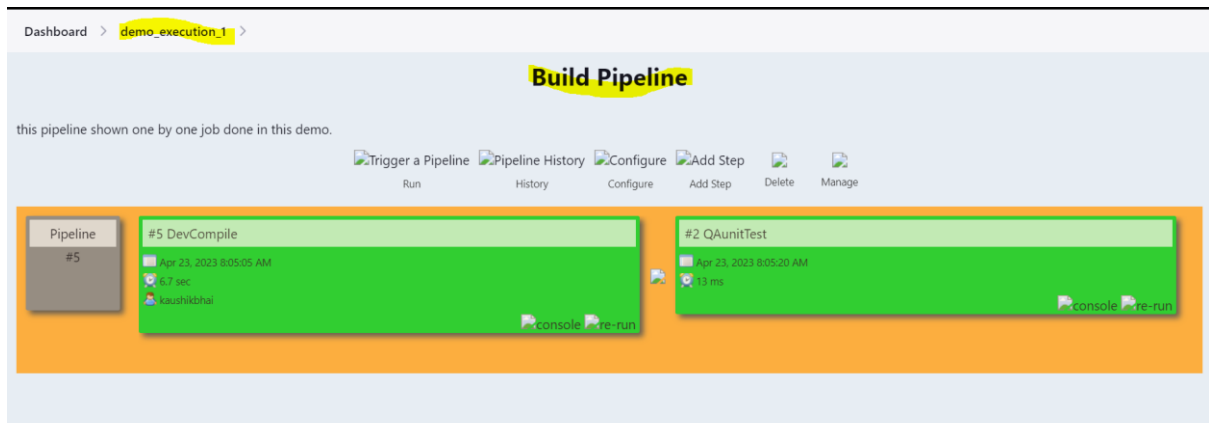 Dashboard > demo_execution_1 >
Build Pipeline
this pipeline shown one by one job done in this demo.
Trigger a Pipeline Pipeline History Configure Add Step
Run History Configure Add Step Delete Manage
Pipeline
#5
#5 DevCompile
Apr 23, 2023 8:05:05 AM
6.7 sec
kaushikbhai
console re-run
#2 QAunitTest
Apr 23, 2023 8:05:20 AM
13 ms
console re-run